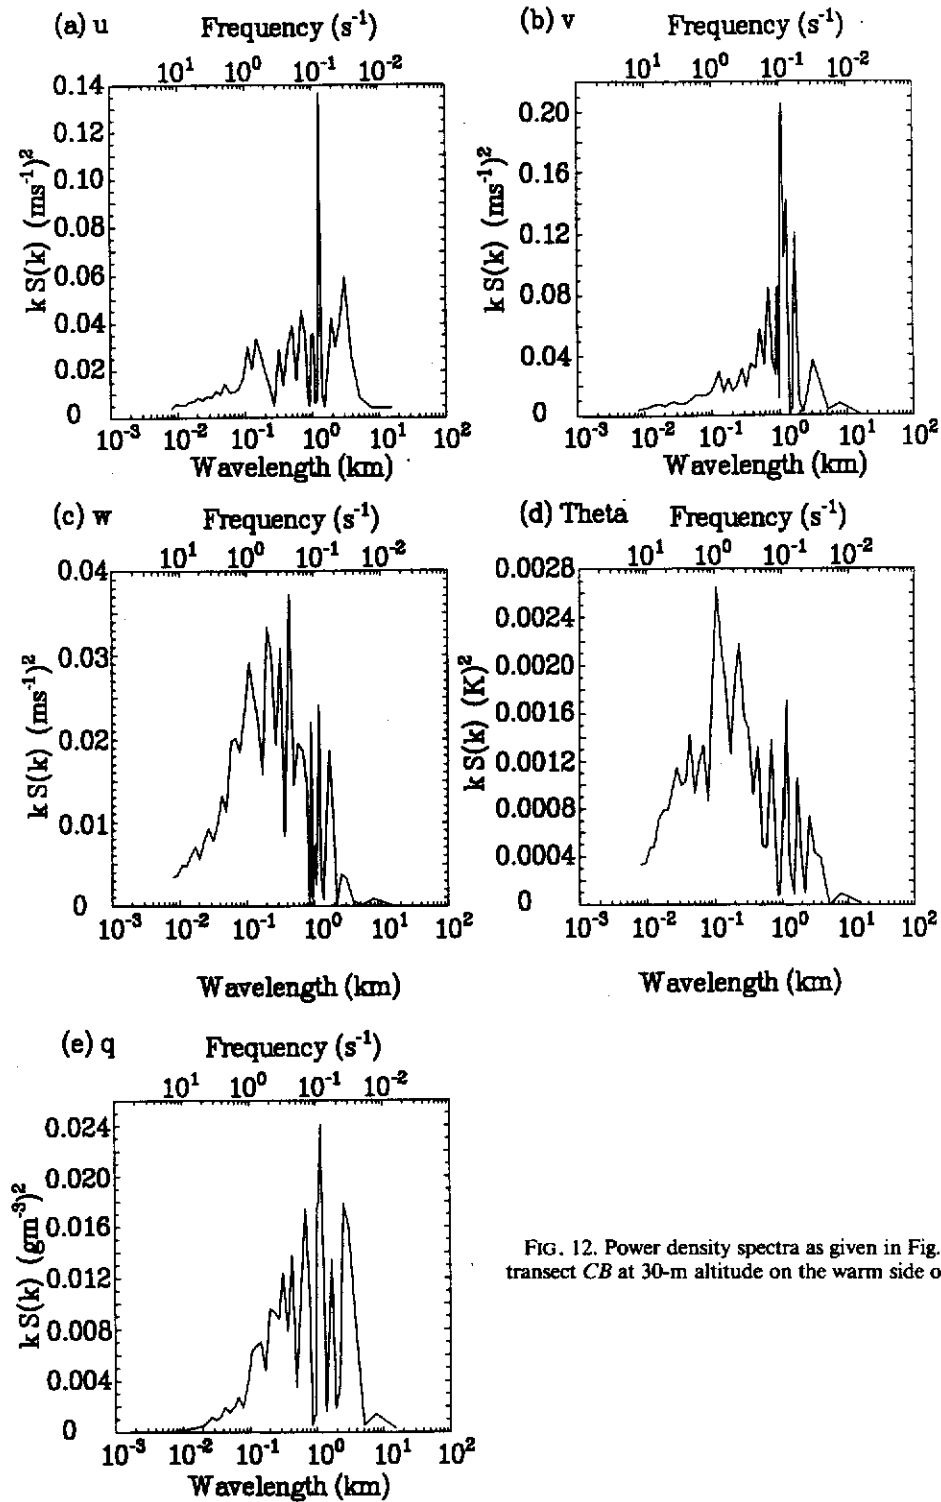 (a) u Frequency (s⁻¹)
10¹ 10⁰ 10⁻¹ 10⁻²
k S(k) (ms⁻¹)²
0.14
0.12
0.10
0.08
0.06
0.04
0.02
0
10⁻³ 10⁻² 10⁻¹ 10⁰ 10¹ 10²
Wavelength (km)
(b) v Frequency (s⁻¹)
10¹ 10⁰ 10⁻¹ 10⁻²
k S(k) (ms⁻¹)²
0.20
0.16
0.12
0.08
0.04
0
10⁻³ 10⁻² 10⁻¹ 10⁰ 10¹ 10²
Wavelength (km)
(c) w Frequency (s⁻¹)
10¹ 10⁰ 10⁻¹ 10⁻²
k S(k) (ms⁻¹)²
0.04
0.03
0.02
0.01
0
10⁻³ 10⁻² 10⁻¹ 10⁰ 10¹ 10²
Wavelength (km)
(d) Theta Frequency (s⁻¹)
10¹ 10⁰ 10⁻¹ 10⁻²
k S(k) (K)²
0.0028
0.0024
0.0020
0.0016
0.0012
0.0008
0.0004
0
10⁻³ 10⁻² 10⁻¹ 10⁰ 10¹ 10²
Wavelength (km)
(e) q Frequency (s⁻¹)
10¹ 10⁰ 10⁻¹ 10⁻²
k S(k) (gm⁻³)²
0.024
0.020
0.016
0.012
0.008
0.004
0
10⁻³ 10⁻² 10⁻¹ 10⁰ 10¹ 10²
Wavelength (km)
FIG. 12. Power density spectra as given in Fig.
transect CB at 30-m altitude on the warm side o